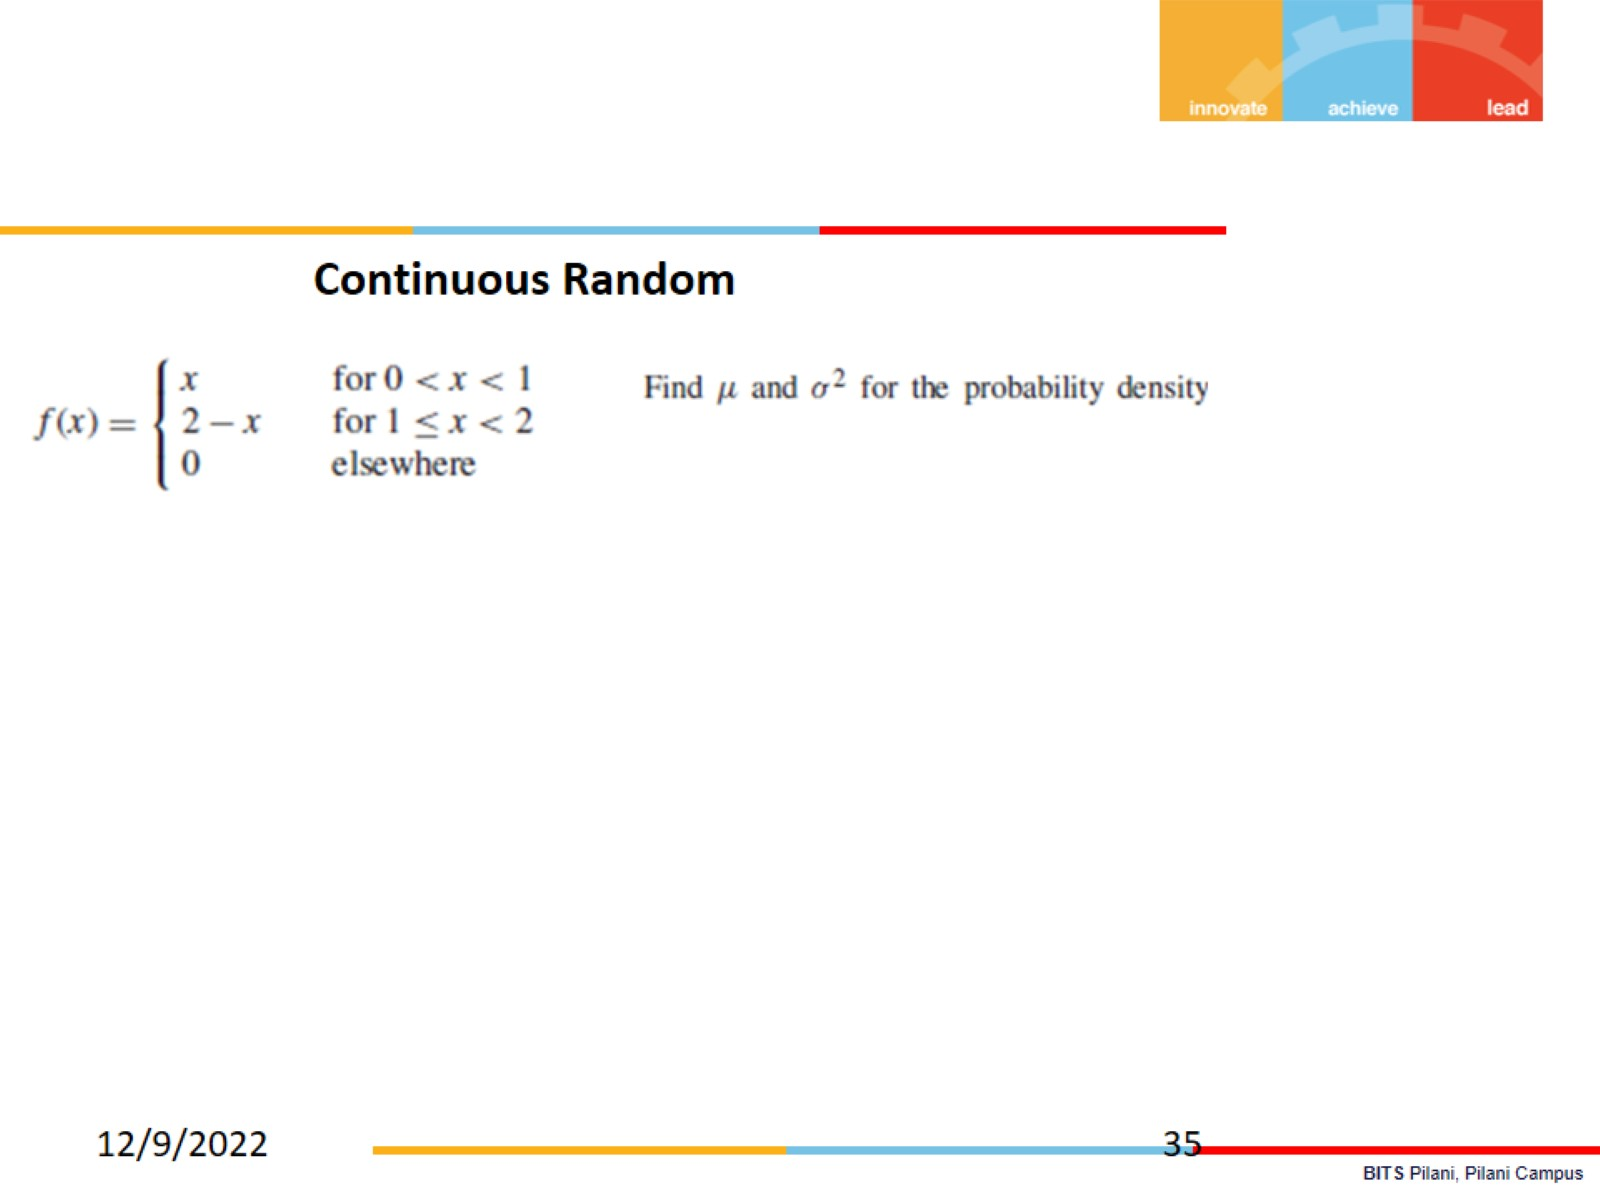 innovate achieve lead
Continuous Random
f(x) = { x for 0 < x < 1
2 − x for 1 ≤ x < 2
0 elsewhere
Find μ and σ² for the probability density
12/9/2022
35
BITS Pilani, Pilani Campus